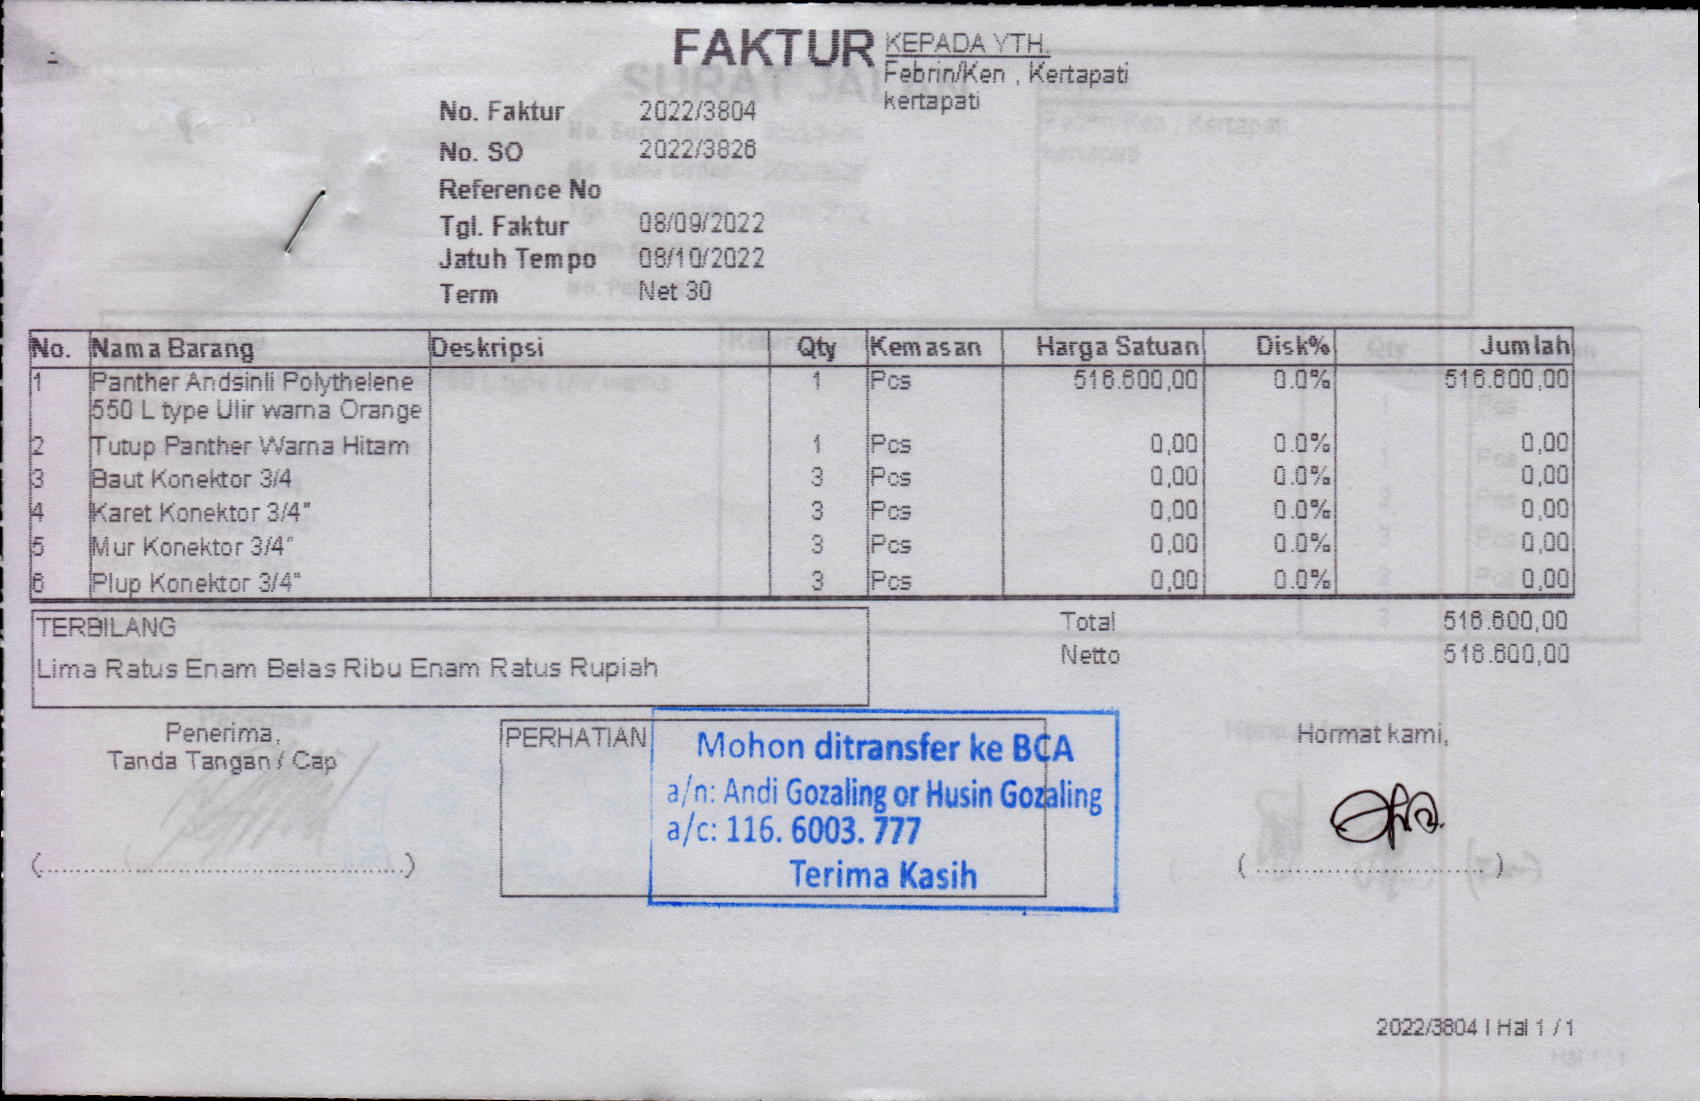 FAKTUR
KEPADA YTH.
Febrin/Ken , Kertapati
kertapati
No. Faktur 2022/3804
No. SO 2022/3826
Reference No
Tgl. Faktur 08/09/2022
Jatuh Tempo 08/10/2022
Term Net 30
No. Nama Barang Deskripsi Qty Kemasan Harga Satuan Disk% Jumlah
1 Panther Andsinli Polythelene 1 Pcs 516.600,00 0.0% 516.600,00
550 L type Ulir warna Orange
2 Tutup Panther Warna Hitam 1 Pcs 0,00 0.0% 0,00
3 Baut Konektor 3/4 3 Pcs 0,00 0.0% 0,00
4 Karet Konektor 3/4" 3 Pcs 0,00 0.0% 0,00
5 Mur Konektor 3/4" 3 Pcs 0,00 0.0% 0,00
6 Plup Konektor 3/4" 3 Pcs 0,00 0.0% 0,00
TERBILANG
Lima Ratus Enam Belas Ribu Enam Ratus Rupiah
Total 516.600,00
Netto 516.600,00
Penerima,
Tanda Tangan / Cap
PERHATIAN
Mohon ditransfer ke BCA
a/n: Andi Gozaling or Husin Gozaling
a/c: 116. 6003. 777
Terima Kasih
Hormat kami,
2022/3804 | Hal 1 / 1